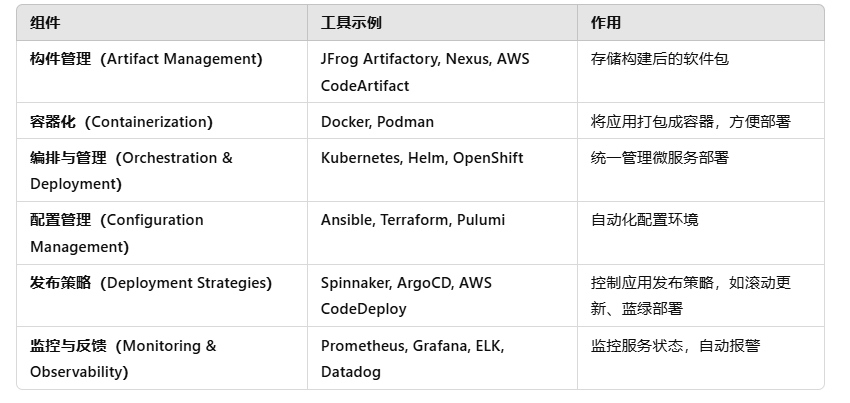 组件 工具示例 作用
构件管理（Artifact Management） JFrog Artifactory, Nexus, AWS 存储构建后的软件包
CodeArtifact
容器化（Containerization） Docker, Podman 将应用打包成容器，方便部署
编排与管理（Orchestration & Kubernetes, Helm, OpenShift 统一管理微服务部署
Deployment）
配置管理（Configuration Ansible, Terraform, Pulumi 自动化配置环境
Management）
发布策略（Deployment Strategies） Spinnaker, ArgoCD, AWS 控制应用发布策略，如滚动更
CodeDeploy 新、蓝绿部署
监控与反馈（Monitoring & Prometheus, Grafana, ELK, 监控服务状态，自动报警
Observability） Datadog